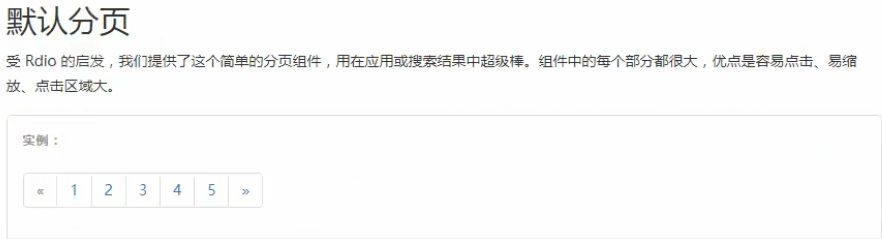 默认分页
受 Rdio 的启发，我们提供了这个简单的分页组件，用在应用或搜索结果中超级棒。组件中的每个部分都很大，优点是容易点击、易缩
放、点击区域大。
实例：
« 1 2 3 4 5 »